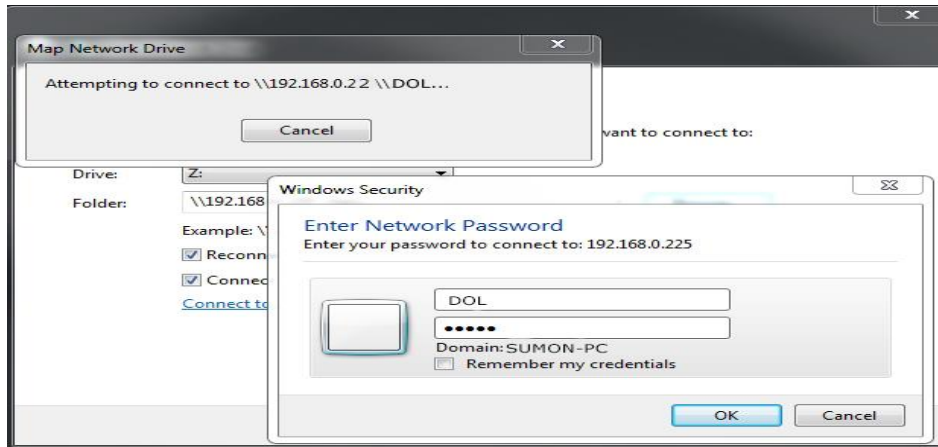 Map Network Drive
Attempting to connect to \\192.168.0.22 \\DOL...
Cancel
want to connect to:
Drive:
Z:
Folder:
\\192.168
Example: \
Reconn
Connec
Connect to
Windows Security
Enter Network Password
Enter your password to connect to: 192.168.0.225
DOL
•••••
Domain: SUMON-PC
Remember my credentials
OK
Cancel